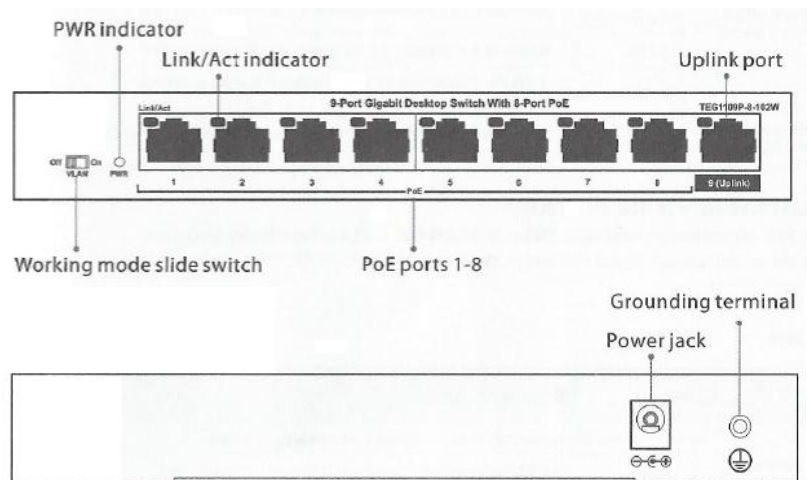 PWR indicator
Link/Act indicator
Uplink port
Link/Act
9-Port Gigabit Desktop Switch With 8-Port PoE
TEG1109P-8-102W
Off
On
VLAN
PWR
1 2 3 4 5 6 7 8
9 (Uplink)
PoE
Working mode slide switch
PoE ports 1-8
Grounding terminal
Power jack